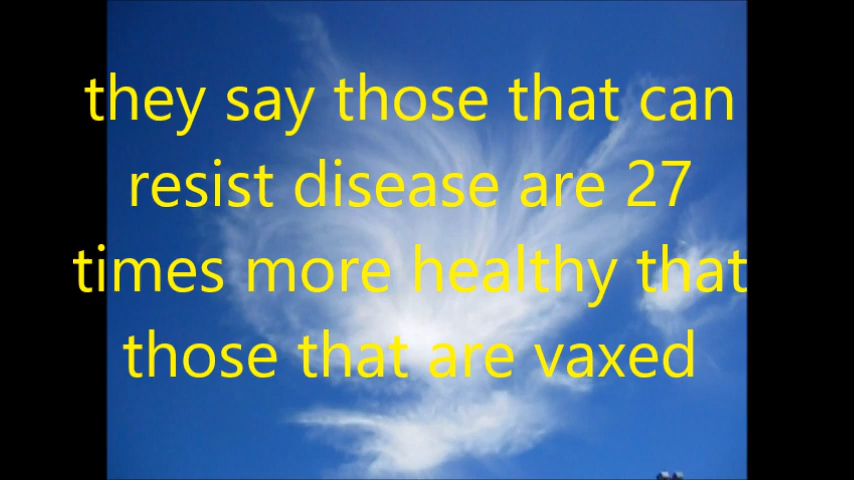 they say those that can
resist disease are 27
times more healthy that
those that are vaxed